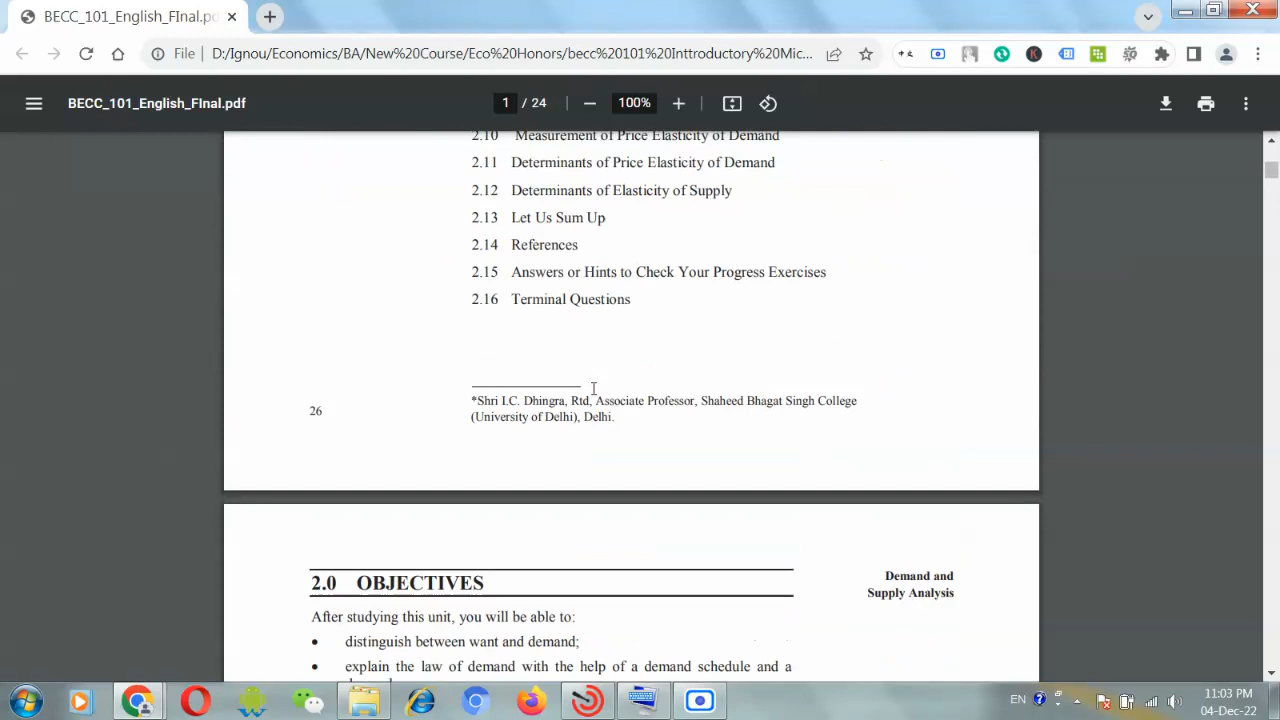 BECC_101_English_FInal.pd
File
D:/Ignou/Economics/BA/New%20Course/Eco%20Honors/becc%20101%20Inttroductory%20Mic...
BECC_101_English_FInal.pdf
1 / 24
100%
2.10 Measurement of Price Elasticity of Demand
2.11 Determinants of Price Elasticity of Demand
2.12 Determinants of Elasticity of Supply
2.13 Let Us Sum Up
2.14 References
2.15 Answers or Hints to Check Your Progress Exercises
2.16 Terminal Questions
*Shri I.C. Dhingra, Rtd, Associate Professor, Shaheed Bhagat Singh College
(University of Delhi), Delhi.
26
2.0 OBJECTIVES
Demand and
Supply Analysis
After studying this unit, you will be able to:
• distinguish between want and demand;
• explain the law of demand with the help of a demand schedule and a
EN
11:03 PM
04-Dec-22